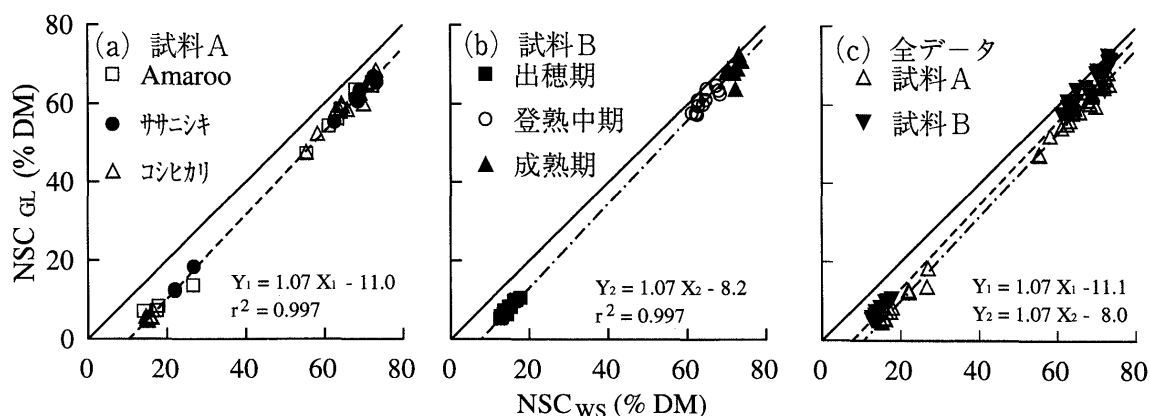 NSC GL (% DM)
80
60
40
20
0
(a) 試料A
□ Amaroo
● ササニシキ
△ コシヒカリ
Y₁ = 1.07 X₁ - 11.0
r² = 0.997
0 20 40 60 80
(b) 試料B
■ 出穂期
○ 登熟中期
▲ 成熟期
Y₂ = 1.07 X₂ - 8.2
r² = 0.997
0 20 40 60 80
(c) 全データ
△ 試料A
▼ 試料B
Y₁ = 1.07 X₁ -11.1
Y₂ = 1.07 X₂ - 8.0
0 20 40 60 80
NSC WS (% DM)